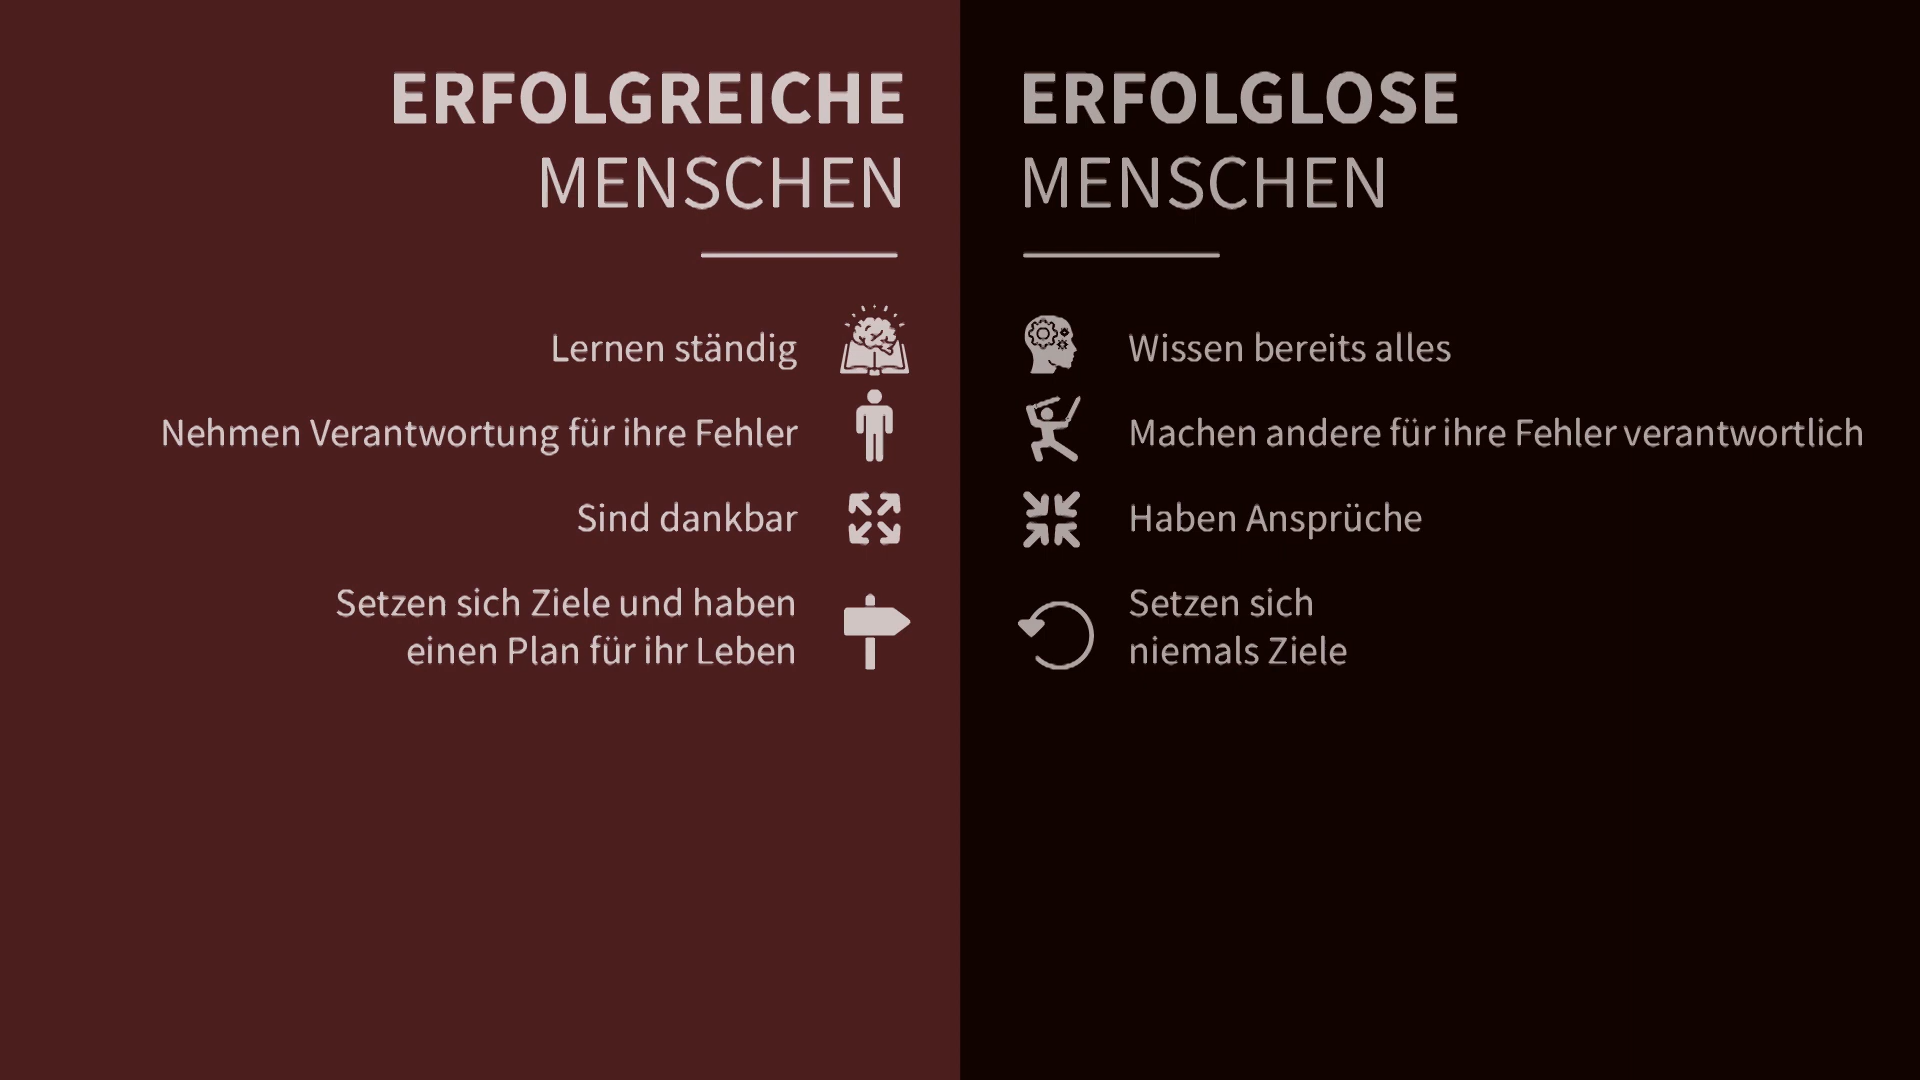 ERFOLGREICHE
MENSCHEN
Lernen ständig
Nehmen Verantwortung für ihre Fehler
Sind dankbar
Setzen sich Ziele und haben
einen Plan für ihr Leben
ERFOLGLOSE
MENSCHEN
Wissen bereits alles
Machen andere für ihre Fehler verantwortlich
Haben Ansprüche
Setzen sich
niemals Ziele